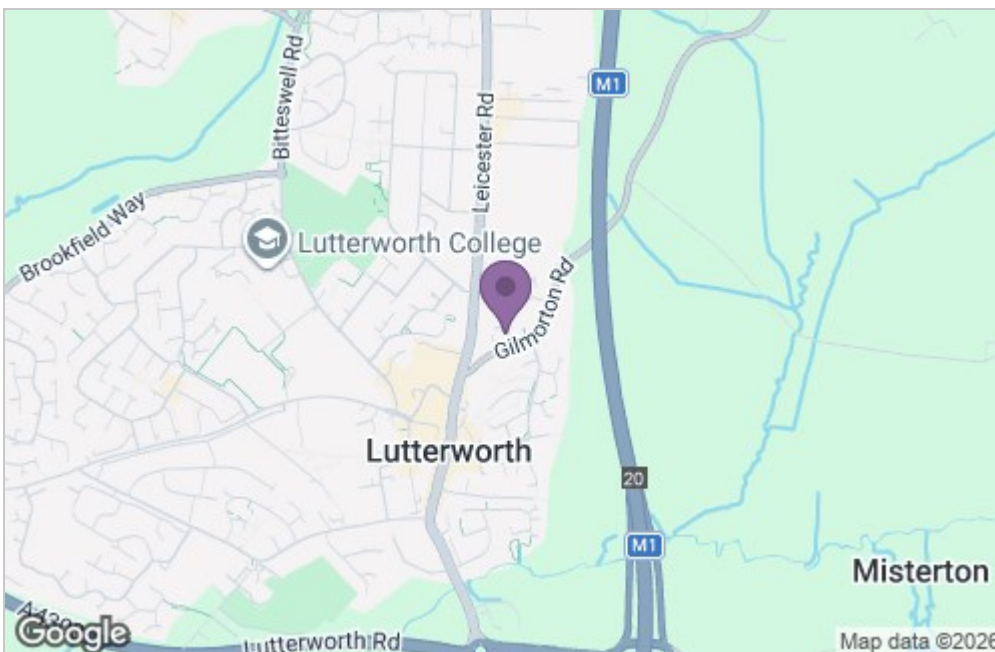 M1
Bitteswell Rd
Leicester Rd
Brookfield Way
Lutterworth College
Gilmorton Rd
Lutterworth
20
M1
Misterton
Lutterworth Rd
Google
Map data ©2026